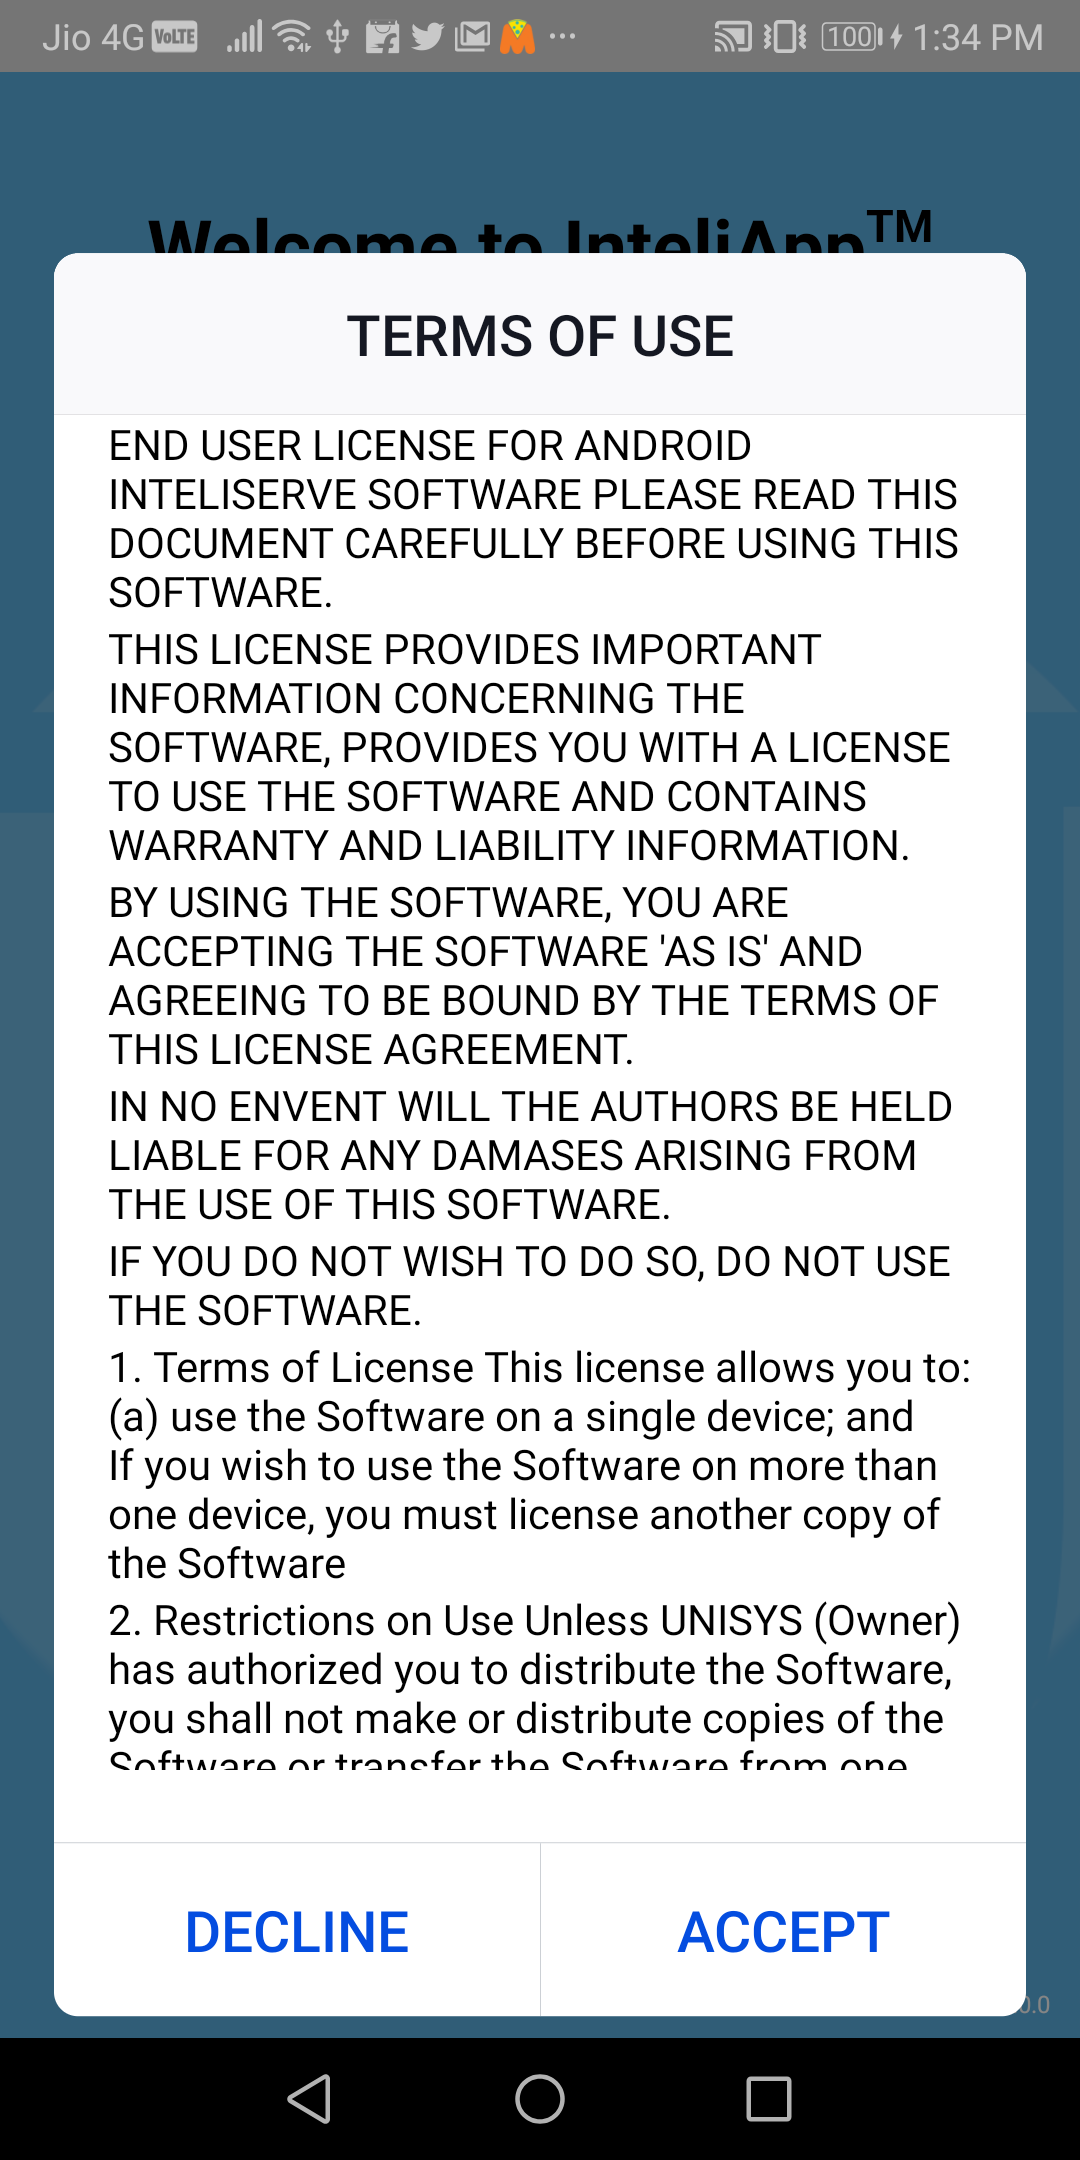 Jio 4G VoLTE 100 1:34 PM
Welcome to InteliApp™
TERMS OF USE
END USER LICENSE FOR ANDROID
INTELISERVE SOFTWARE PLEASE READ THIS
DOCUMENT CAREFULLY BEFORE USING THIS
SOFTWARE.
THIS LICENSE PROVIDES IMPORTANT
INFORMATION CONCERNING THE
SOFTWARE, PROVIDES YOU WITH A LICENSE
TO USE THE SOFTWARE AND CONTAINS
WARRANTY AND LIABILITY INFORMATION.
BY USING THE SOFTWARE, YOU ARE
ACCEPTING THE SOFTWARE 'AS IS' AND
AGREEING TO BE BOUND BY THE TERMS OF
THIS LICENSE AGREEMENT.
IN NO ENVENT WILL THE AUTHORS BE HELD
LIABLE FOR ANY DAMASES ARISING FROM
THE USE OF THIS SOFTWARE.
IF YOU DO NOT WISH TO DO SO, DO NOT USE
THE SOFTWARE.
1. Terms of License This license allows you to:
(a) use the Software on a single device; and
If you wish to use the Software on more than
one device, you must license another copy of
the Software
2. Restrictions on Use Unless UNISYS (Owner)
has authorized you to distribute the Software,
you shall not make or distribute copies of the
Software or transfer the Software from one
DECLINE ACCEPT
0.0